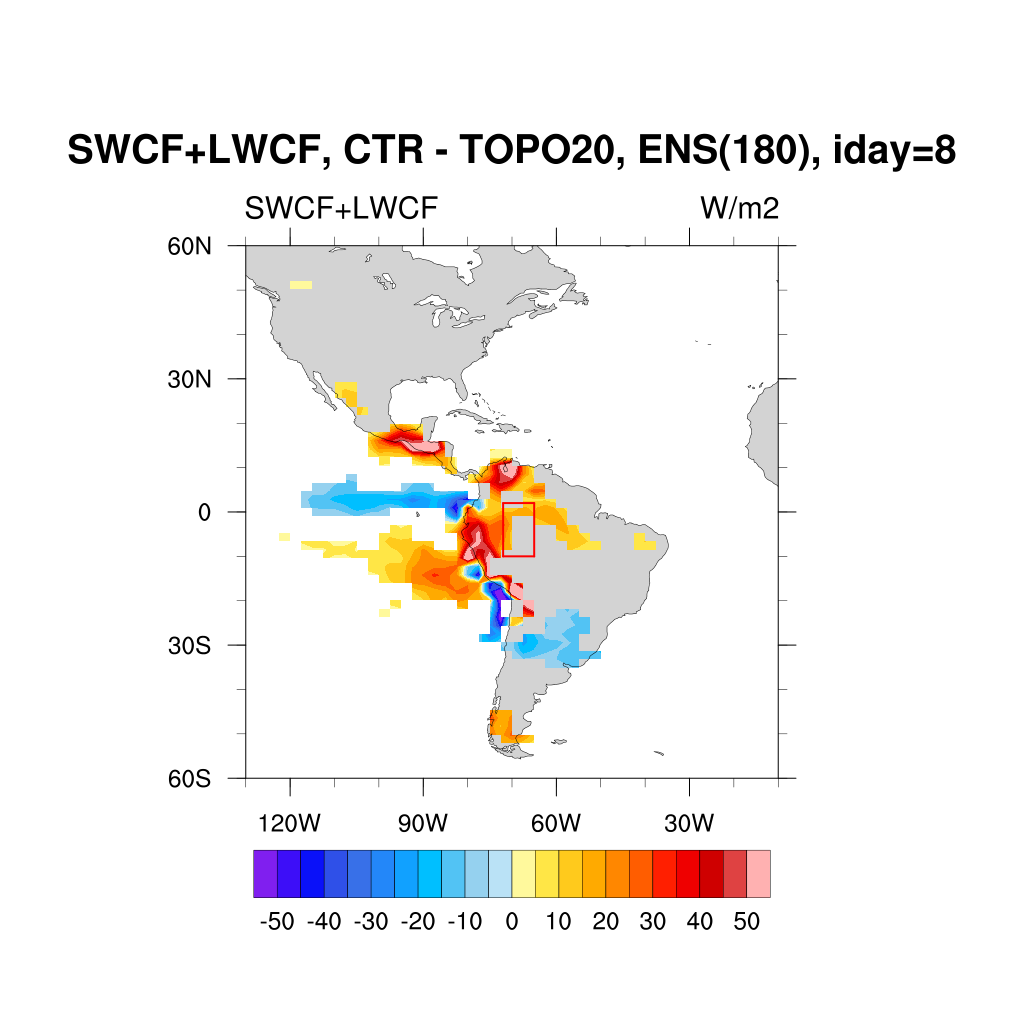 SWCF+LWCF, CTR - TOPO20, ENS(180), iday=8
SWCF+LWCF W/m2
60N
30N
0
30S
60S
120W 90W 60W 30W
-50 -40 -30 -20 -10 0 10 20 30 40 50